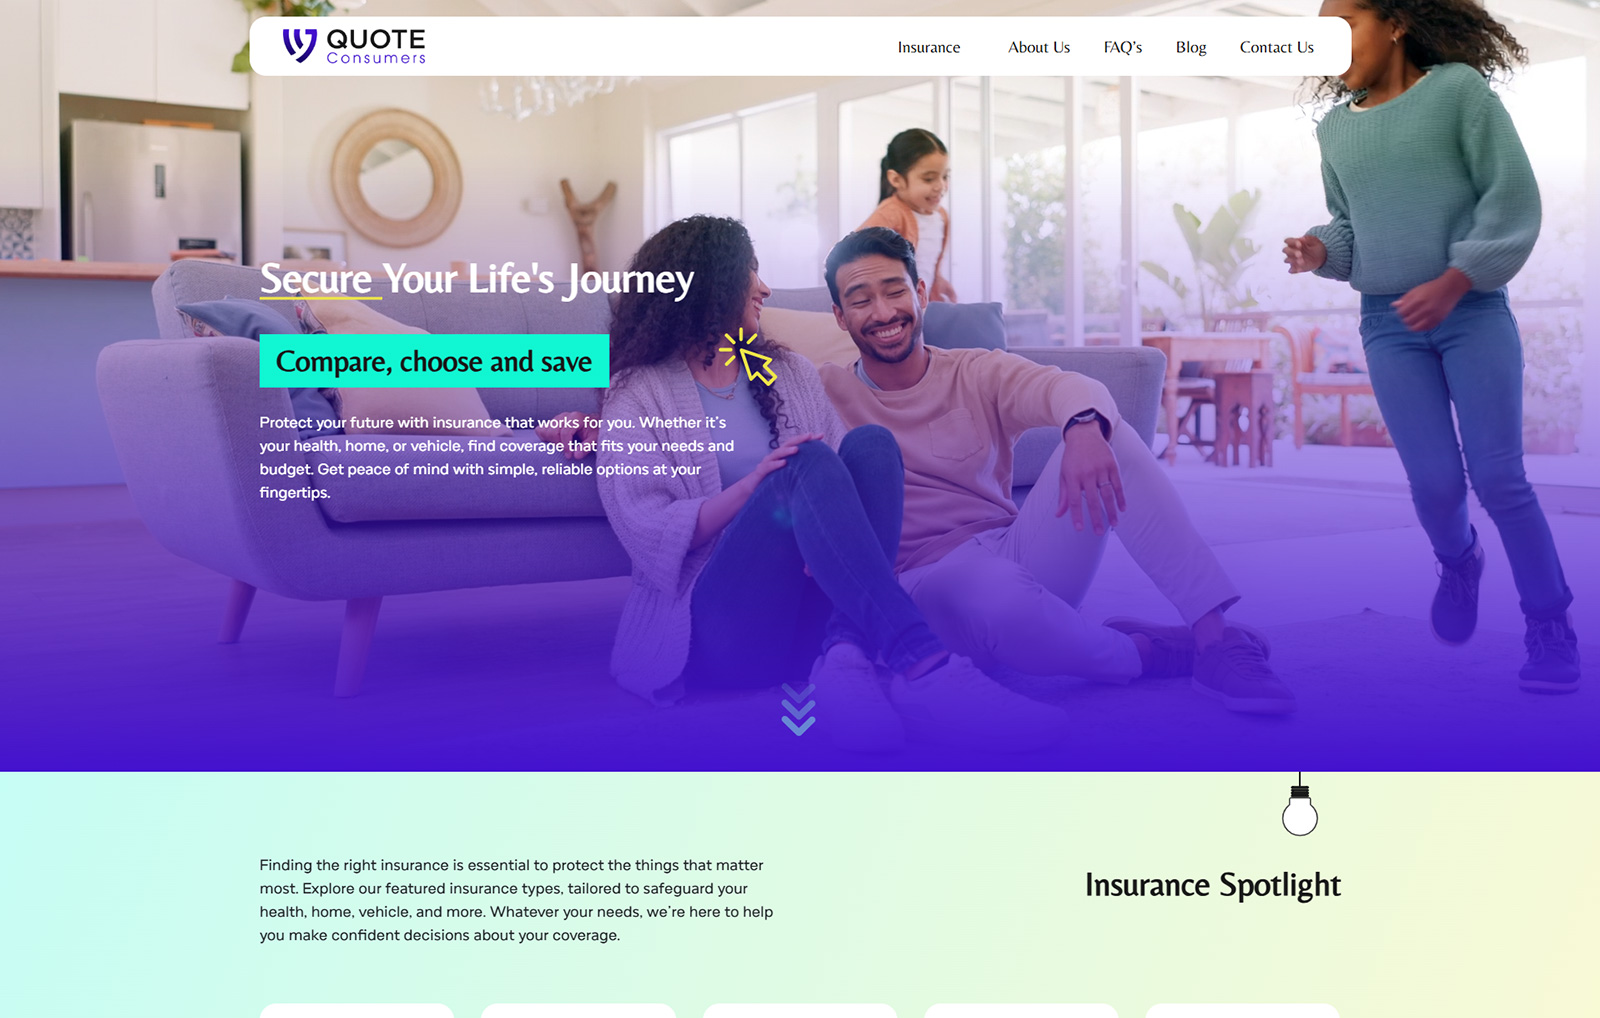 QUOTE
Consumers
Insurance
About Us
FAQ's
Blog
Contact Us
Secure Your Life's Journey
Compare, choose and save
Protect your future with insurance that works for you. Whether it's
your health, home, or vehicle, find coverage that fits your needs and
budget. Get peace of mind with simple, reliable options at your
fingertips.
Finding the right insurance is essential to protect the things that matter
most. Explore our featured insurance types, tailored to safeguard your
health, home, vehicle, and more. Whatever your needs, we're here to help
you make confident decisions about your coverage.
Insurance Spotlight